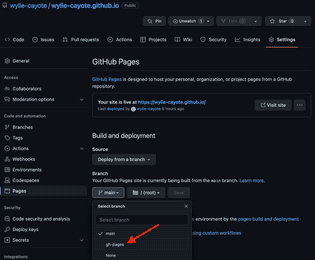 wylie-cayote / wylie-cayote.github.io Public
Pin
Unwatch 1
Fork
Star 0
Code
Issues
Pull requests
Actions
Projects
Wiki
Security
Insights
Settings
General
Access
Collaborators
Moderation options
Code and automation
Branches
Tags
Actions
Webhooks
Environments
Codespaces
Pages
Security
Code security and analysis
Deploy keys
Secrets
Integrations
GitHub Pages
GitHub Pages is designed to host your personal, organization, or project pages from a GitHub
repository.
Your site is live at https://wylie-cayote.github.io/
Last deployed by wylie-cayote 6 hours ago
Visit site
Build and deployment
Source
Deploy from a branch
Branch
Your GitHub Pages site is currently being built from the main branch. Learn more.
main
/ (root)
Save
Select branch
Select branch
main
gh-pages
None
environment by the pages build and deployment
using custom workflows